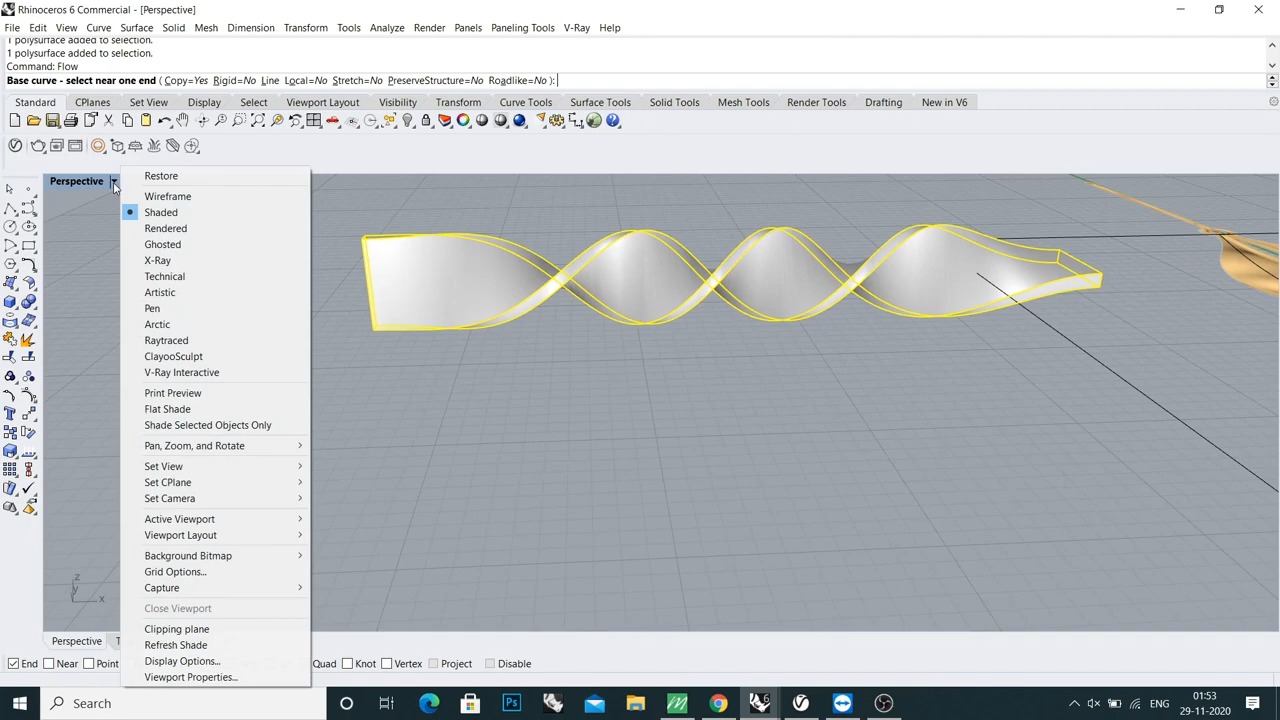 Rhinoceros 6 Commercial - [Perspective]
File Edit View Curve Surface Solid Mesh Dimension Transform Tools Analyze Render Panels Paneling Tools V-Ray Help
1 polysurface added to selection.
1 polysurface added to selection.
Command: Flow
Base curve - select near one end ( Copy=Yes Rigid=No Line Local=No Stretch=No PreserveStructure=No Roadlike=No ):
Standard CPlanes Set View Display Select Viewport Layout Visibility Transform Curve Tools Surface Tools Solid Tools Mesh Tools Render Tools Drafting New in V6
Perspective
Restore
Wireframe
Shaded
Rendered
Ghosted
X-Ray
Technical
Artistic
Pen
Arctic
Raytraced
ClayooSculpt
V-Ray Interactive
Print Preview
Flat Shade
Shade Selected Objects Only
Pan, Zoom, and Rotate
Set View
Set CPlane
Set Camera
Active Viewport
Viewport Layout
Background Bitmap
Grid Options...
Capture
Close Viewport
Clipping plane
Refresh Shade
Display Options...
Viewport Properties...
z
y
x
Perspective T
End Near Point Quad Knot Vertex Project Disable
Search
Ps
6
ENG
01:53
29-11-2020